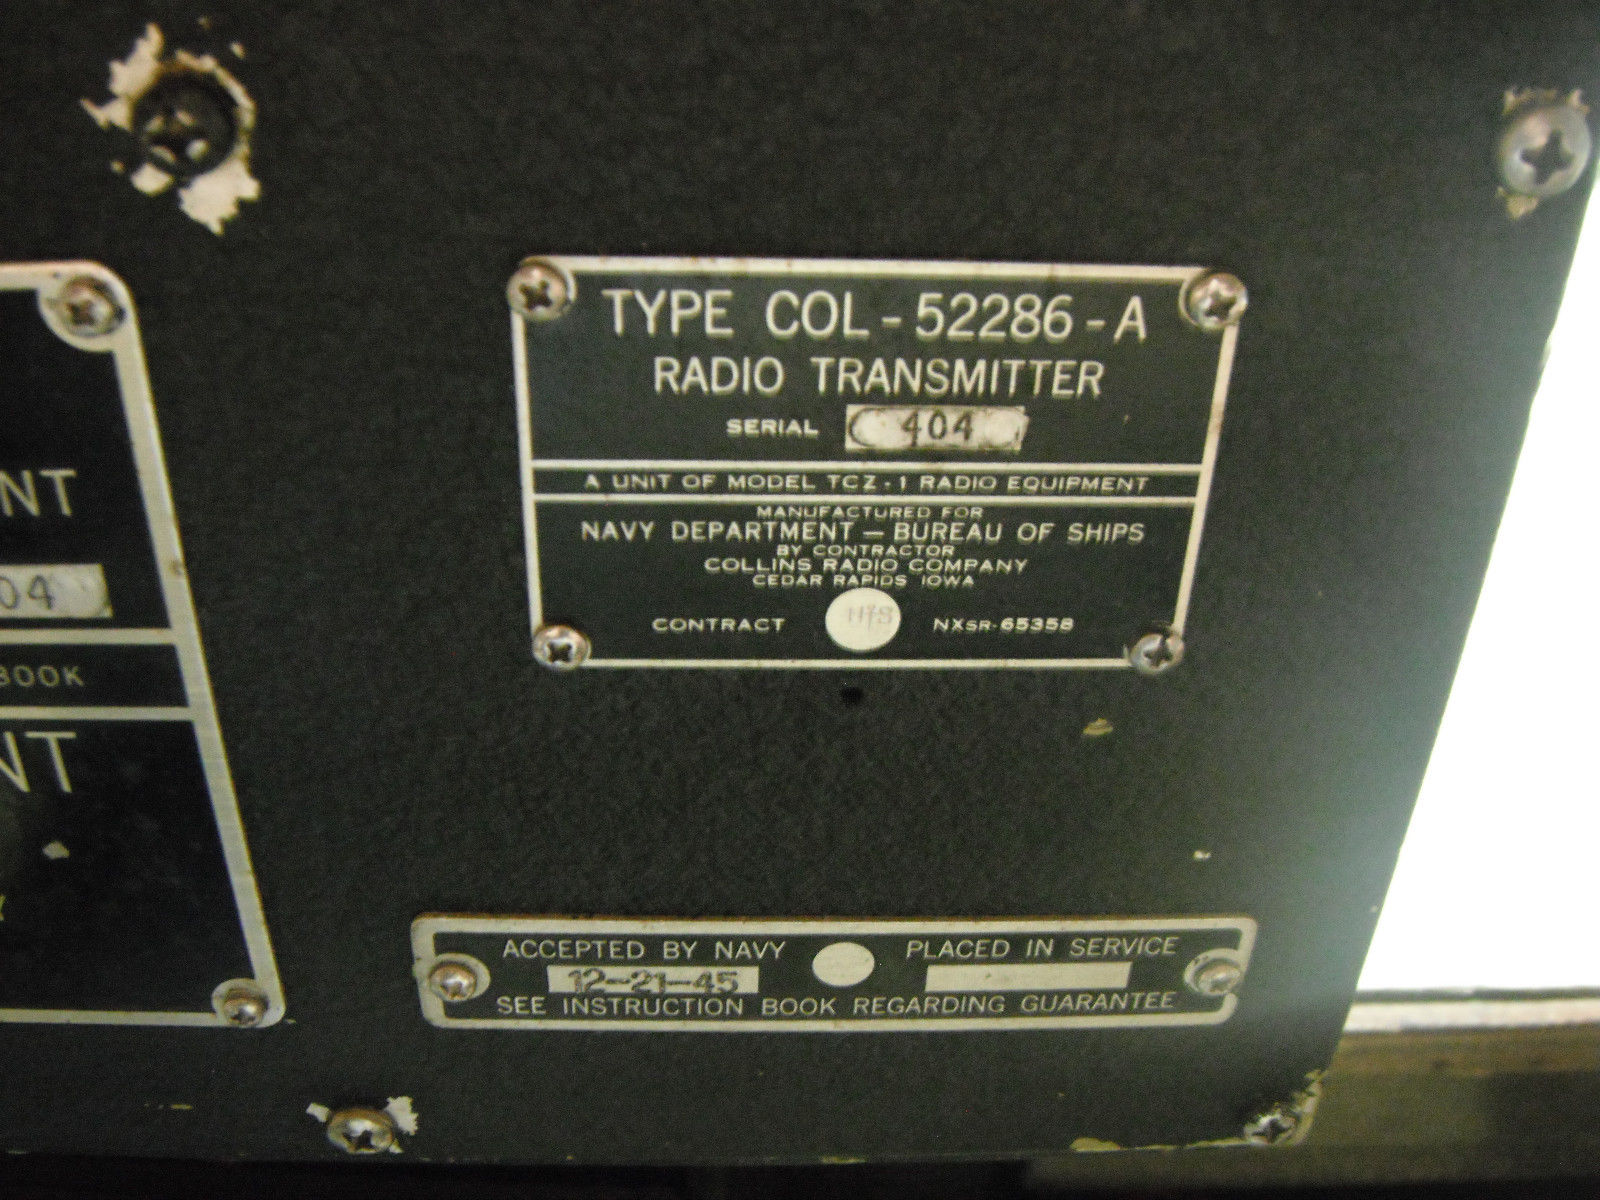 TYPE COL-52286-A
RADIO TRANSMITTER
SERIAL 404
A UNIT OF MODEL TCZ-1 RADIO EQUIPMENT
MANUFACTURED FOR
NAVY DEPARTMENT — BUREAU OF SHIPS
BY CONTRACTOR
COLLINS RADIO COMPANY
CEDAR RAPIDS IOWA
CONTRACT NXSR-65358
NT
04
BOOK
NT
ACCEPTED BY NAVY PLACED IN SERVICE
12-21-45
SEE INSTRUCTION BOOK REGARDING GUARANTEE